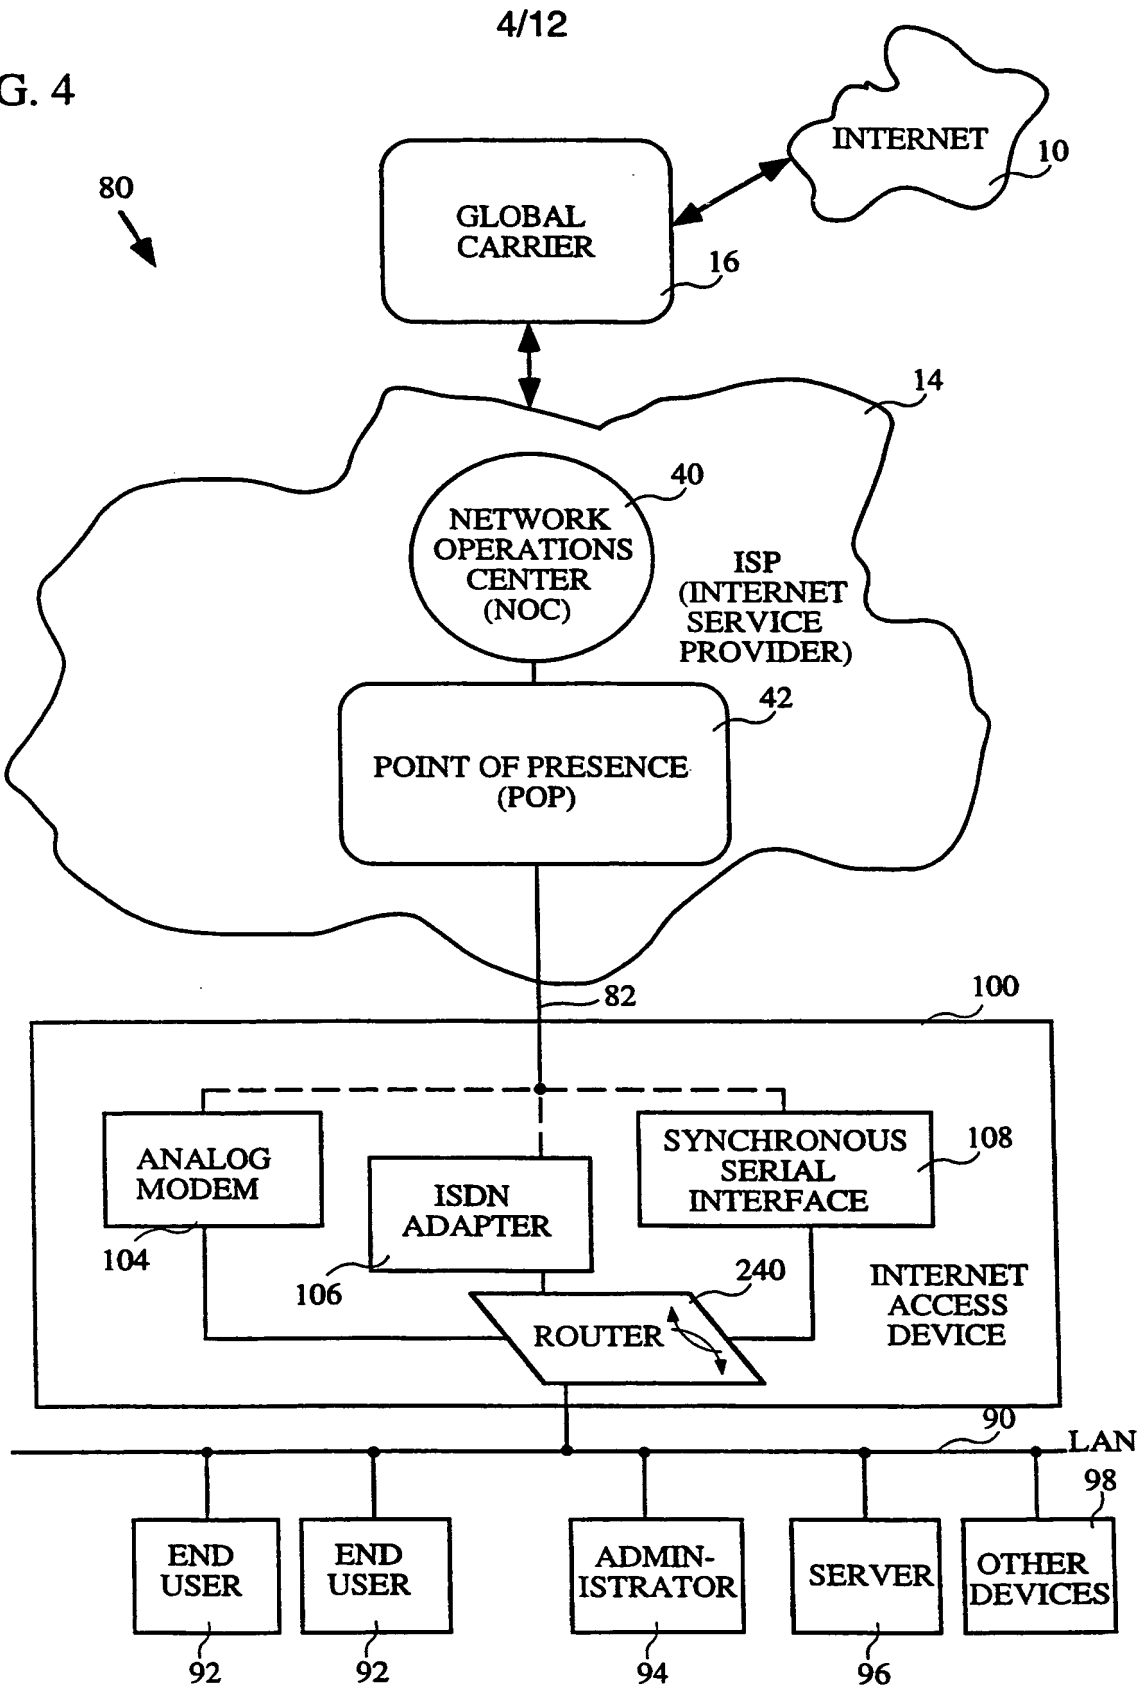 4/12
G. 4
INTERNET
10
80
GLOBAL
CARRIER
16
14
40
NETWORK
OPERATIONS
CENTER
(NOC)
ISP
(INTERNET
SERVICE
PROVIDER)
42
POINT OF PRESENCE
(POP)
82
100
ANALOG
MODEM
104
ISDN
ADAPTER
106
SYNCHRONOUS
SERIAL
INTERFACE
108
240
ROUTER
INTERNET
ACCESS
DEVICE
90
LAN
98
END
USER
92
END
USER
92
ADMIN-
ISTRATOR
94
SERVER
96
OTHER
DEVICES